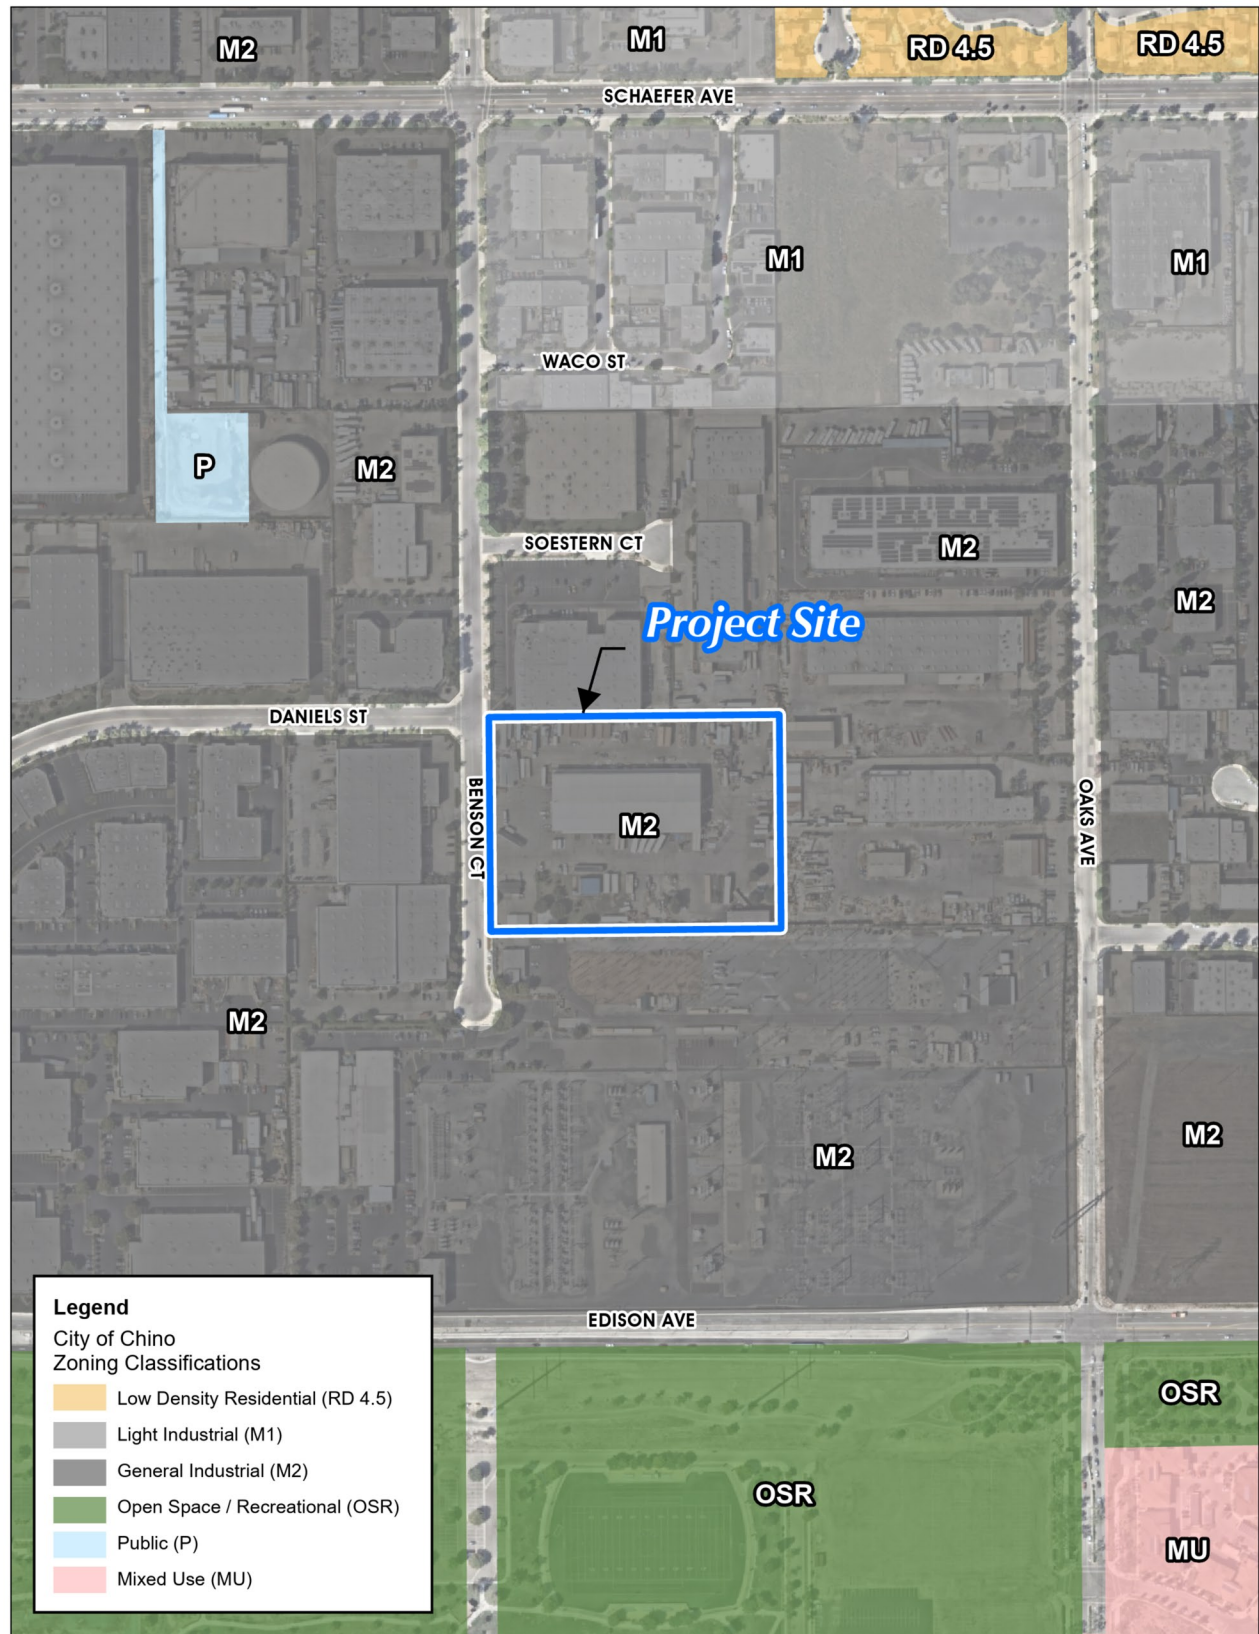 M2
M1
RD 4.5
RD 4.5
SCHAEFER AVE
M1
M1
WACO ST
P
M2
SOESTERN CT
M2
M2
Project Site
DANIELS ST
BENSON CT
M2
OAKS AVE
M2
M2
M2
EDISON AVE
OSR
OSR
MU
Legend
City of Chino
Zoning Classifications
Low Density Residential (RD 4.5)
Light Industrial (M1)
General Industrial (M2)
Open Space / Recreational (OSR)
Public (P)
Mixed Use (MU)